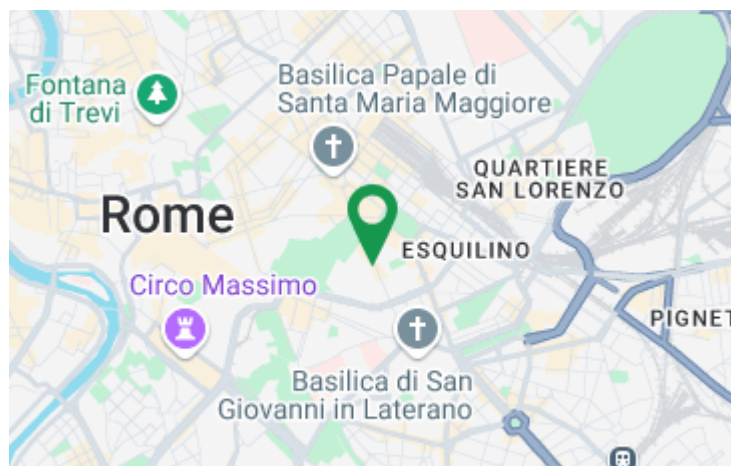 Fontana
di Trevi
Basilica Papale di
Santa Maria Maggiore
QUARTIERE
SAN LORENZO
Rome
ESQUILINO
Circo Massimo
PIGNET
Basilica di San
Giovanni in Laterano